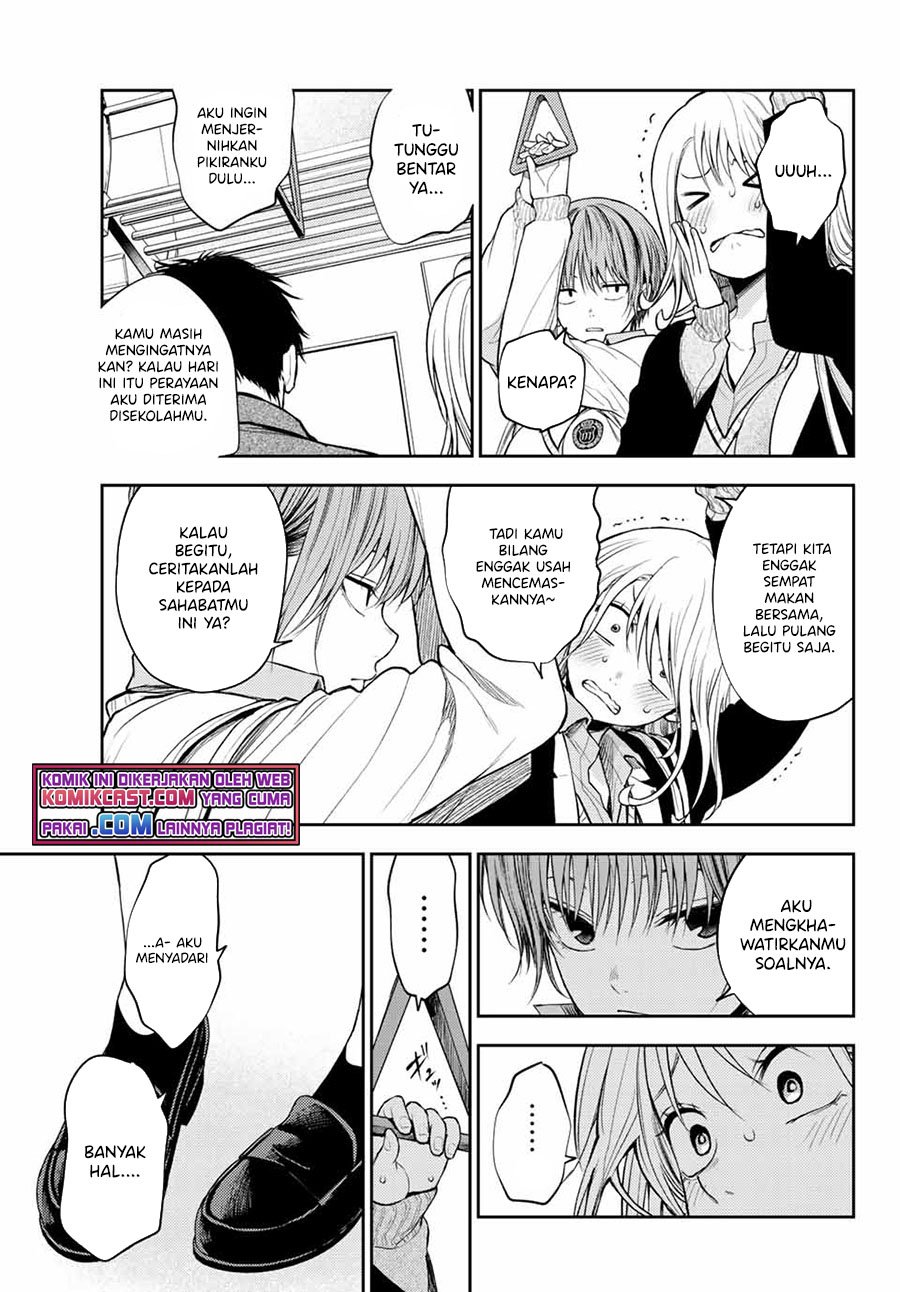 UUUH...
KENAPA?
TU-
TUNGGU
BENTAR
YA...
AKU INGIN
MENJER-
NIHKAN
PIKIRANKU
DULU...
KAMU MASIH
MENGINGATNYA
KAN? KALAU HARI
INI ITU PERAYAAN
AKU DITERIMA
DISEKOLAHMU.
TETAPI KITA
ENGGAK
SEMPAT
MAKAN
BERSAMA,
LALU PULANG
BEGITU SAJA.
TADI KAMU
BILANG
ENGGAK USAH
MENCEMAS-
KANNYA~
KALAU
BEGITU,
CERITAKANLAH
KEPADA
SAHABATMU
INI YA?
KOMIK INI DIKERJAKAN OLEH WEB
KOMIKCAST.COM YANG CUMA
PAKAI .COM LAINNYA PLAGIAT!
AKU
MENGKHA-
WATIRKANMU
SOALNYA.
......
......
ギュッ
...A- AKU
MENYADARI
BANYAK
HAL....